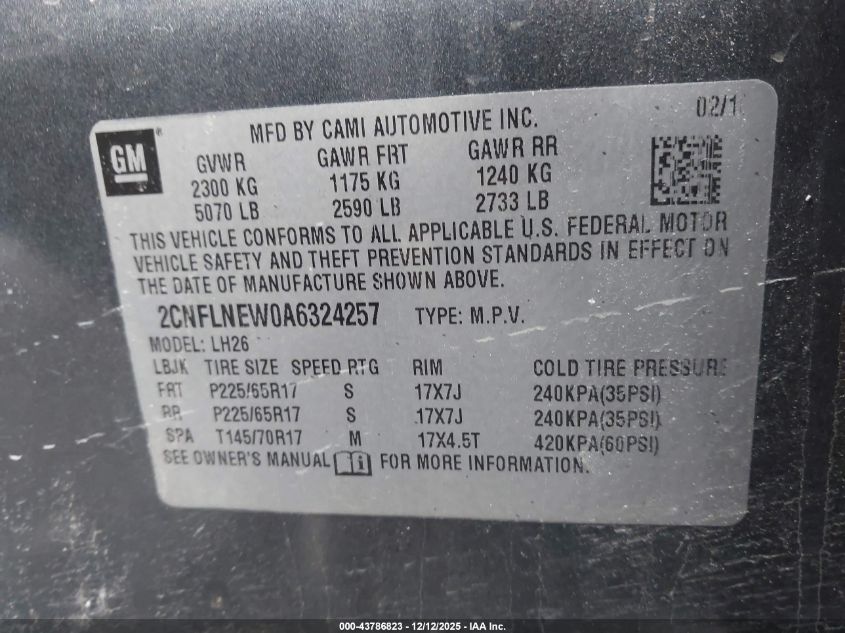 MFD BY CAMI AUTOMOTIVE INC. 02/1
GM®
GVWR GAWR FRT GAWR RR
2300 KG 1175 KG 1240 KG
5070 LB 2590 LB 2733 LB
THIS VEHICLE CONFORMS TO ALL APPLICABLE U.S. FEDERAL MOTOR
VEHICLE SAFETY AND THEFT PREVENTION STANDARDS IN EFFECT ON
THE DATE OF MANUFACTURE SHOWN ABOVE.
2CNFLNEW0A6324257 TYPE: M.P.V.
MODEL: LH26
LBJK TIRE SIZE SPEED RTG RIM COLD TIRE PRESSURE
FRT P225/65R17 S 17X7J 240KPA(35PSI)
RR P225/65R17 S 17X7J 240KPA(35PSI)
SPA T145/70R17 M 17X4.5T 420KPA(60PSI)
SEE OWNER'S MANUAL FOR MORE INFORMATION.
000-43786823 - 12/12/2025 - IAA Inc.